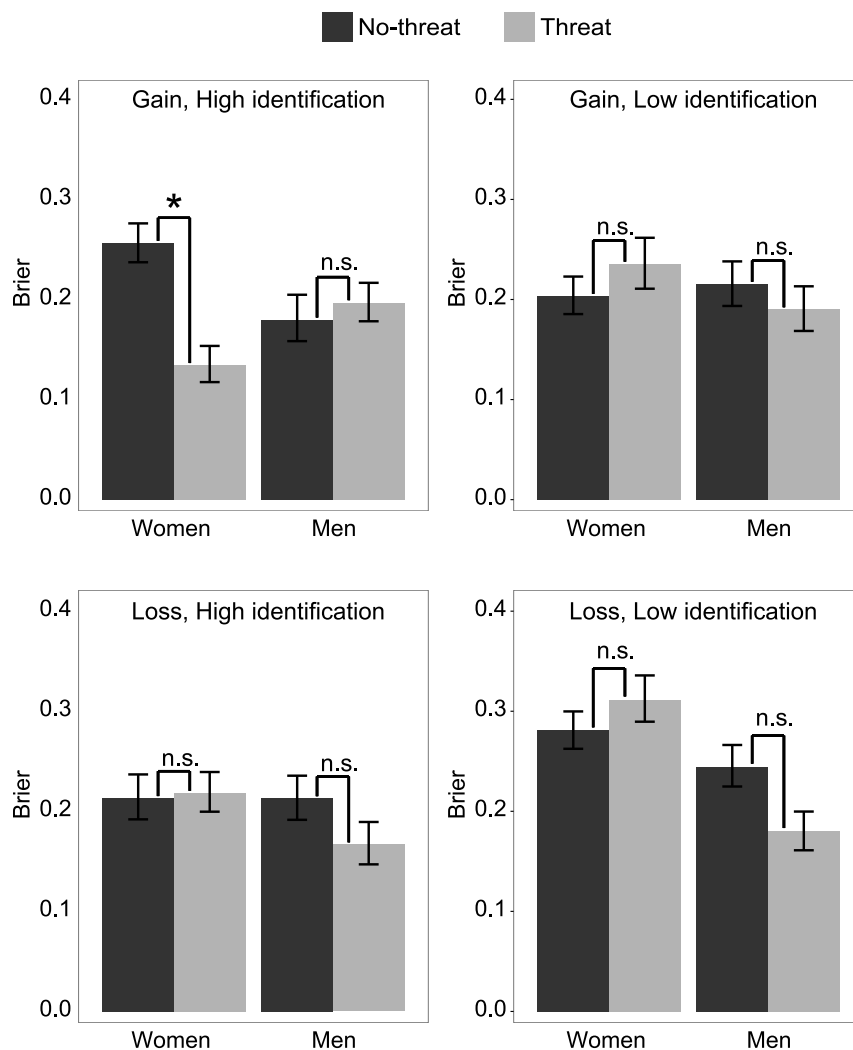 No-threat Threat
Gain, High identification
0.4
0.3
0.2
0.1
0.0
Brier
*
n.s.
Women Men
Gain, Low identification
0.4
0.3
0.2
0.1
0.0
Brier
n.s.
n.s.
Women Men
Loss, High identification
0.4
0.3
0.2
0.1
0.0
Brier
n.s.
n.s.
Women Men
Loss, Low identification
0.4
0.3
0.2
0.1
0.0
Brier
n.s.
n.s.
Women Men